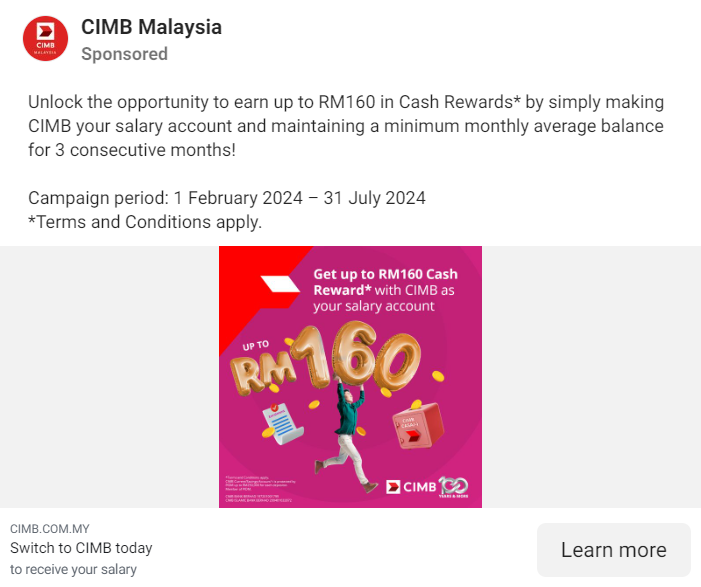 CIMB Malaysia
CIMB
MALAYSIA
Sponsored
Unlock the opportunity to earn up to RM160 in Cash Rewards* by simply making
CIMB your salary account and maintaining a minimum monthly average balance
for 3 consecutive months!
Campaign period: 1 February 2024 – 31 July 2024
*Terms and Conditions apply.
Get up to RM160 Cash
Reward* with CIMB as
your salary account
UP TO
RM160
CIMB
100
YEARS & MORE
CIMB.COM.MY
Switch to CIMB today
to receive your salary
Learn more